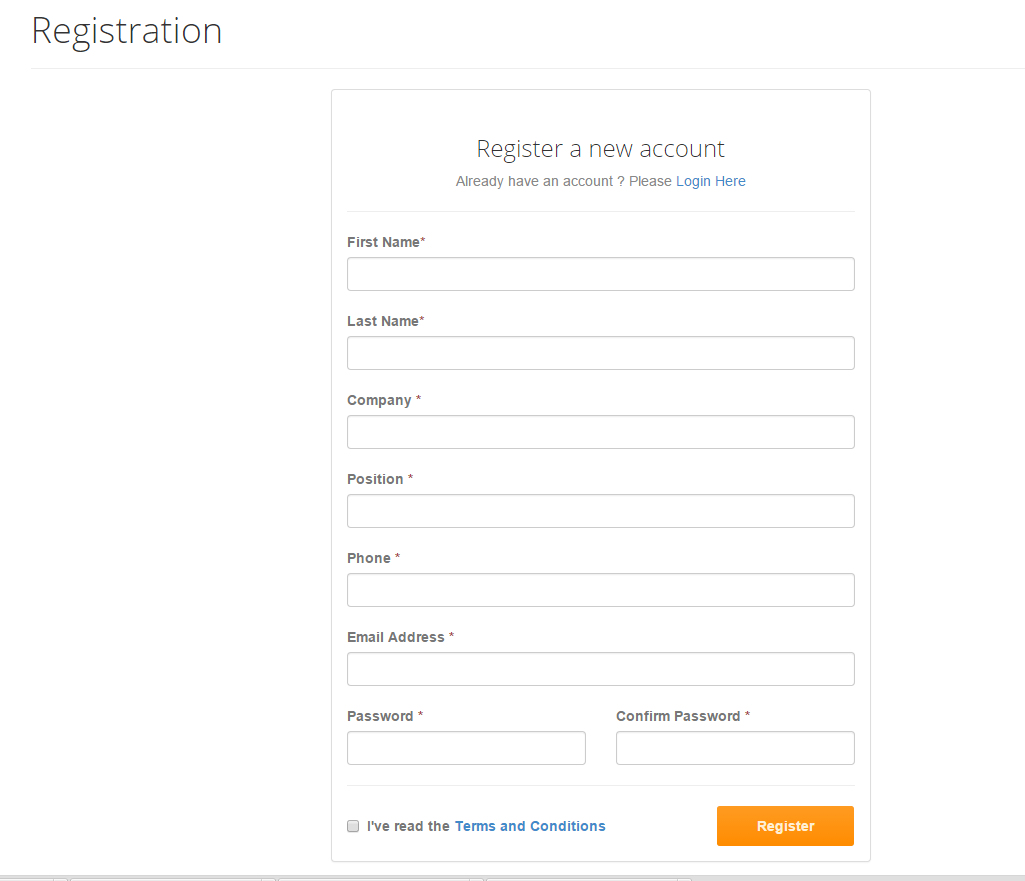 Registration
Register a new account
Already have an account ? Please Login Here
First Name*
Last Name*
Company *
Position *
Phone *
Email Address *
Password * Confirm Password *
I've read the Terms and Conditions Register